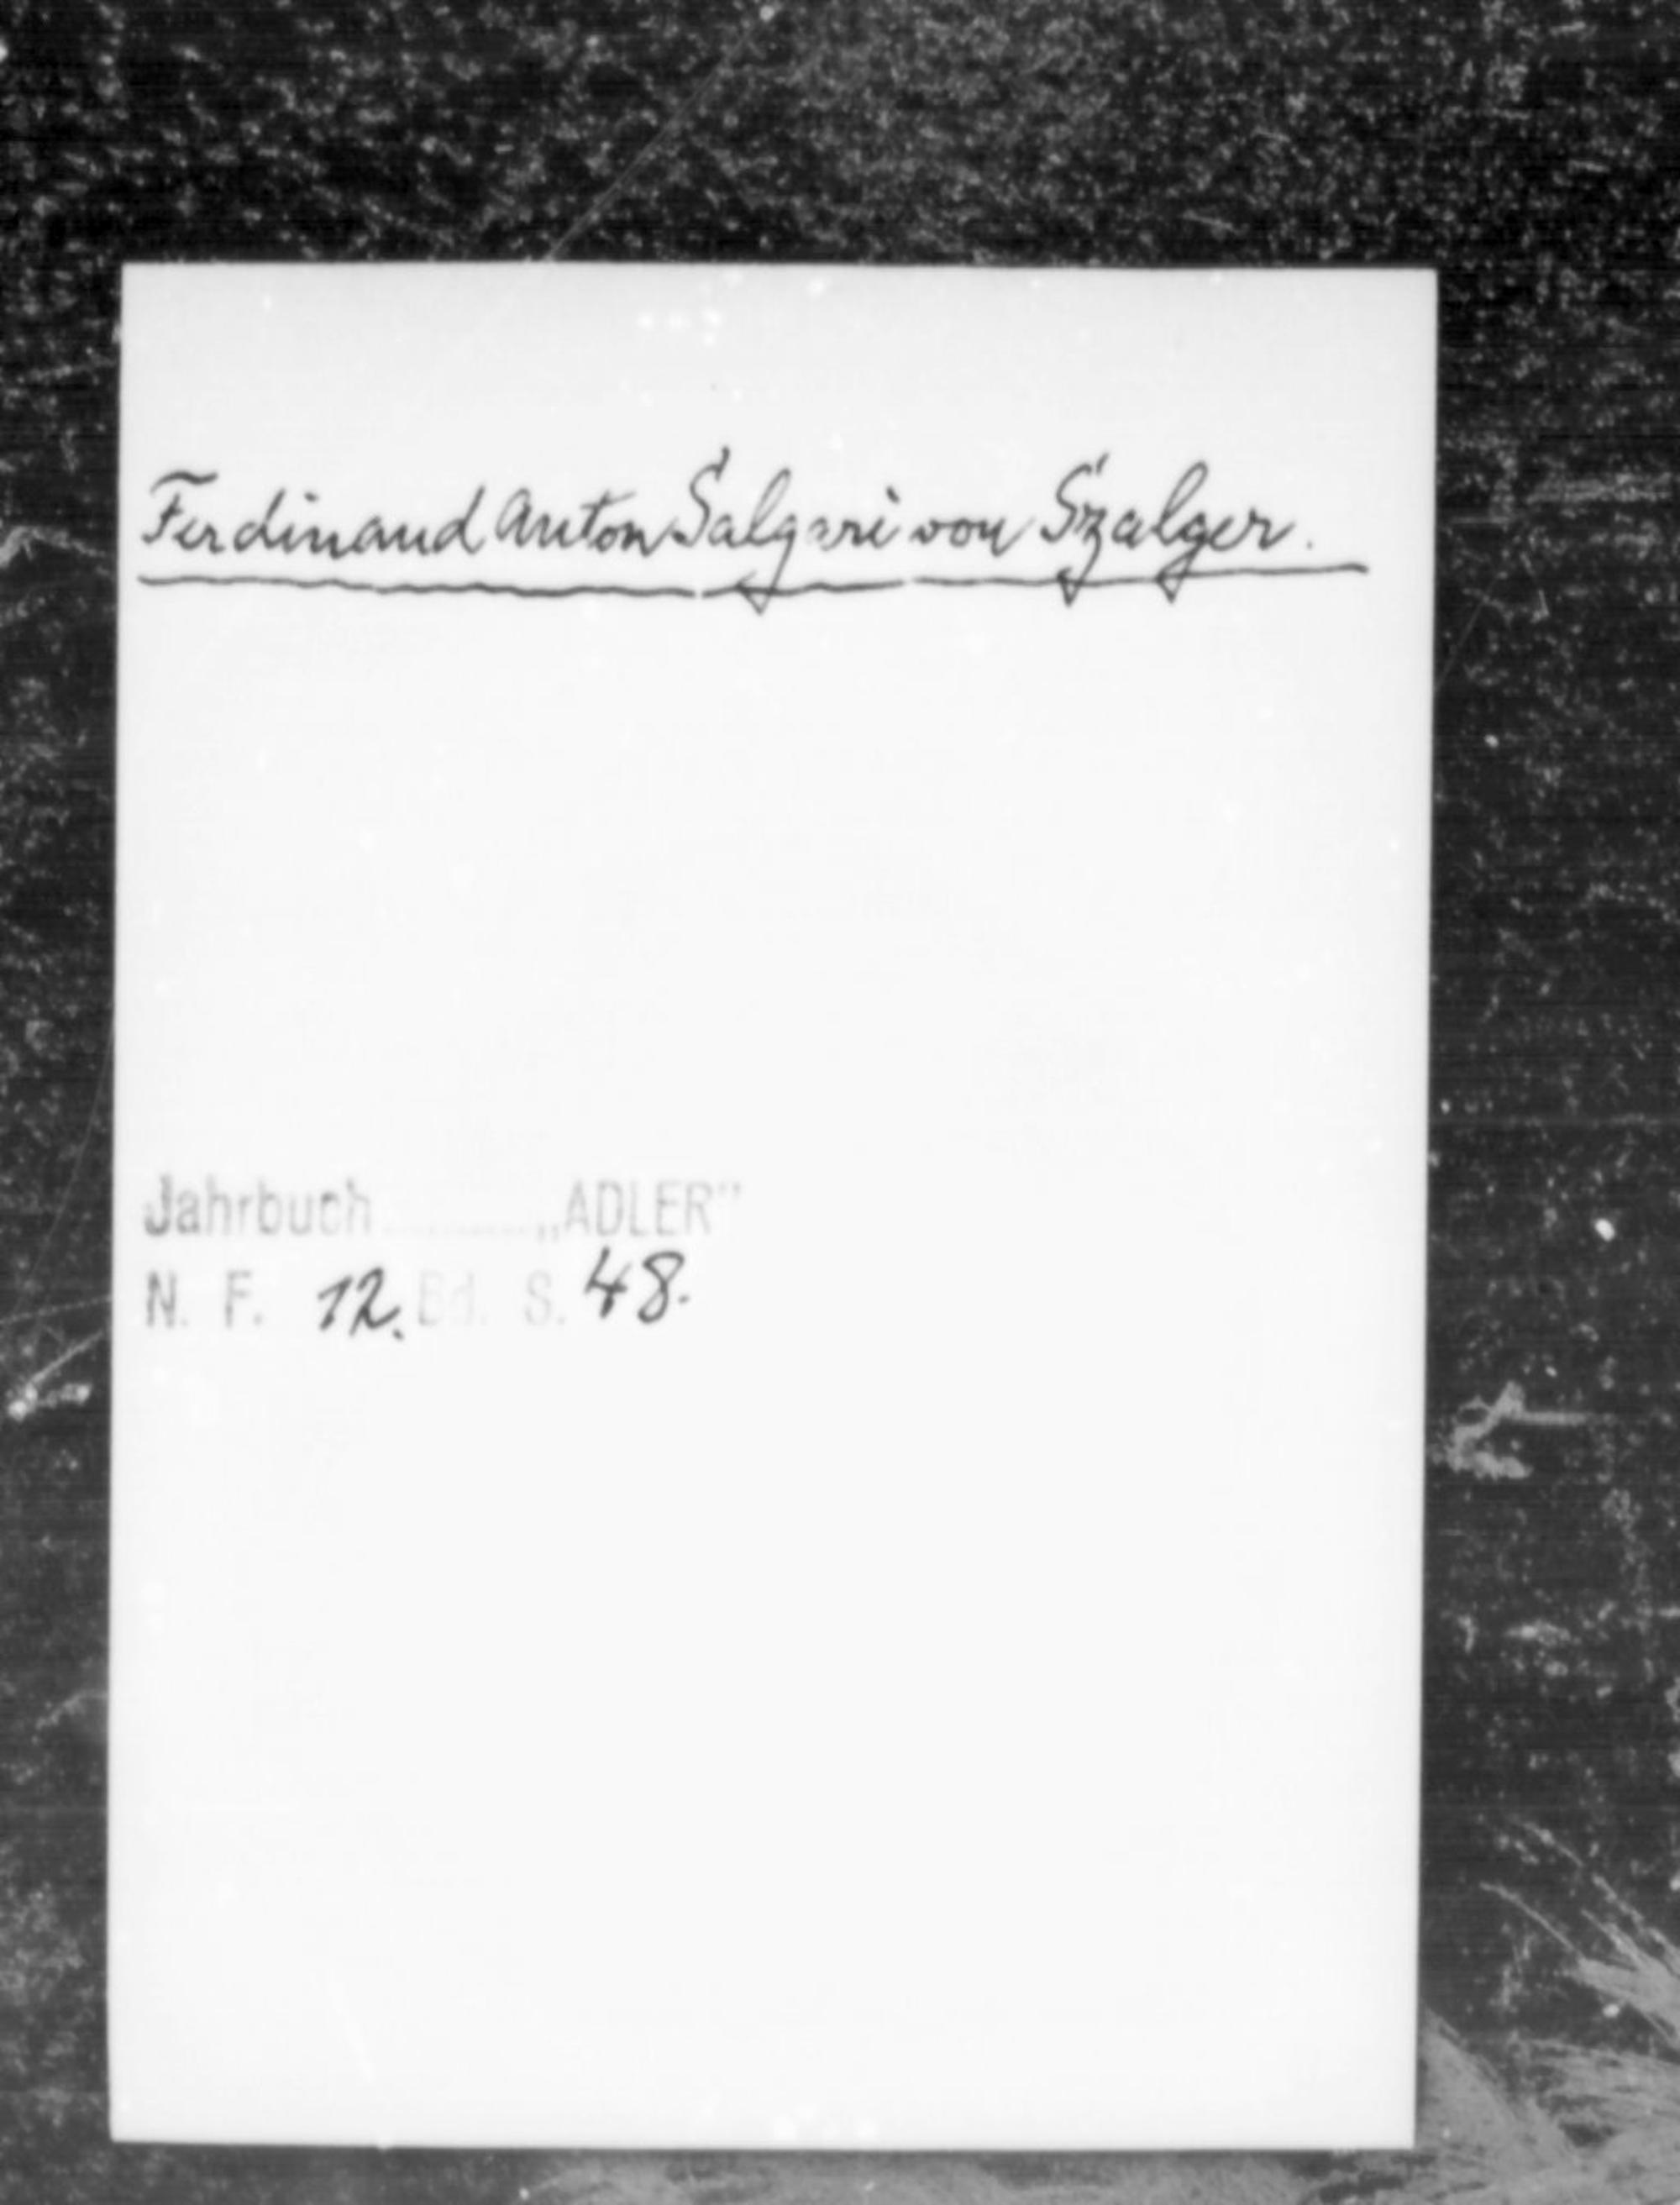 Ferdinand Anton Salgari von Szalger.
Jahrbuch ............ „ADLER"
N. F. 12. Bd. S. 48.